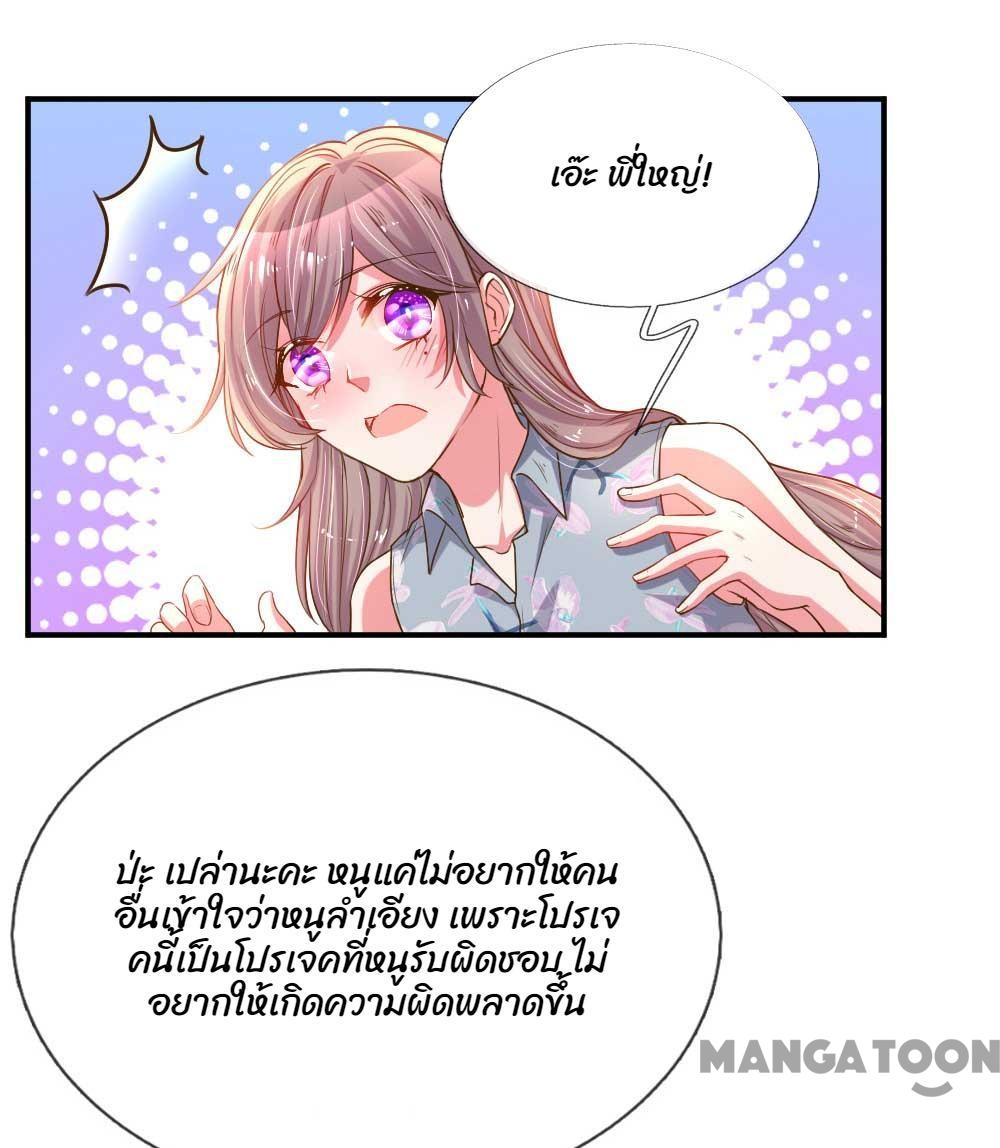 เอ๊ะ พี่ใหญ่!
ป่ะ เปล่านะคะ หนูแค่ไม่อยากให้คน
อื่นเข้าใจว่าหนูลำเอียง เพราะโปรเจ
คนี้เป็นโปรเจคที่หนูรับผิดชอบ ไม่
อยากให้เกิดความผิดพลาดขึ้น
MANGATOON